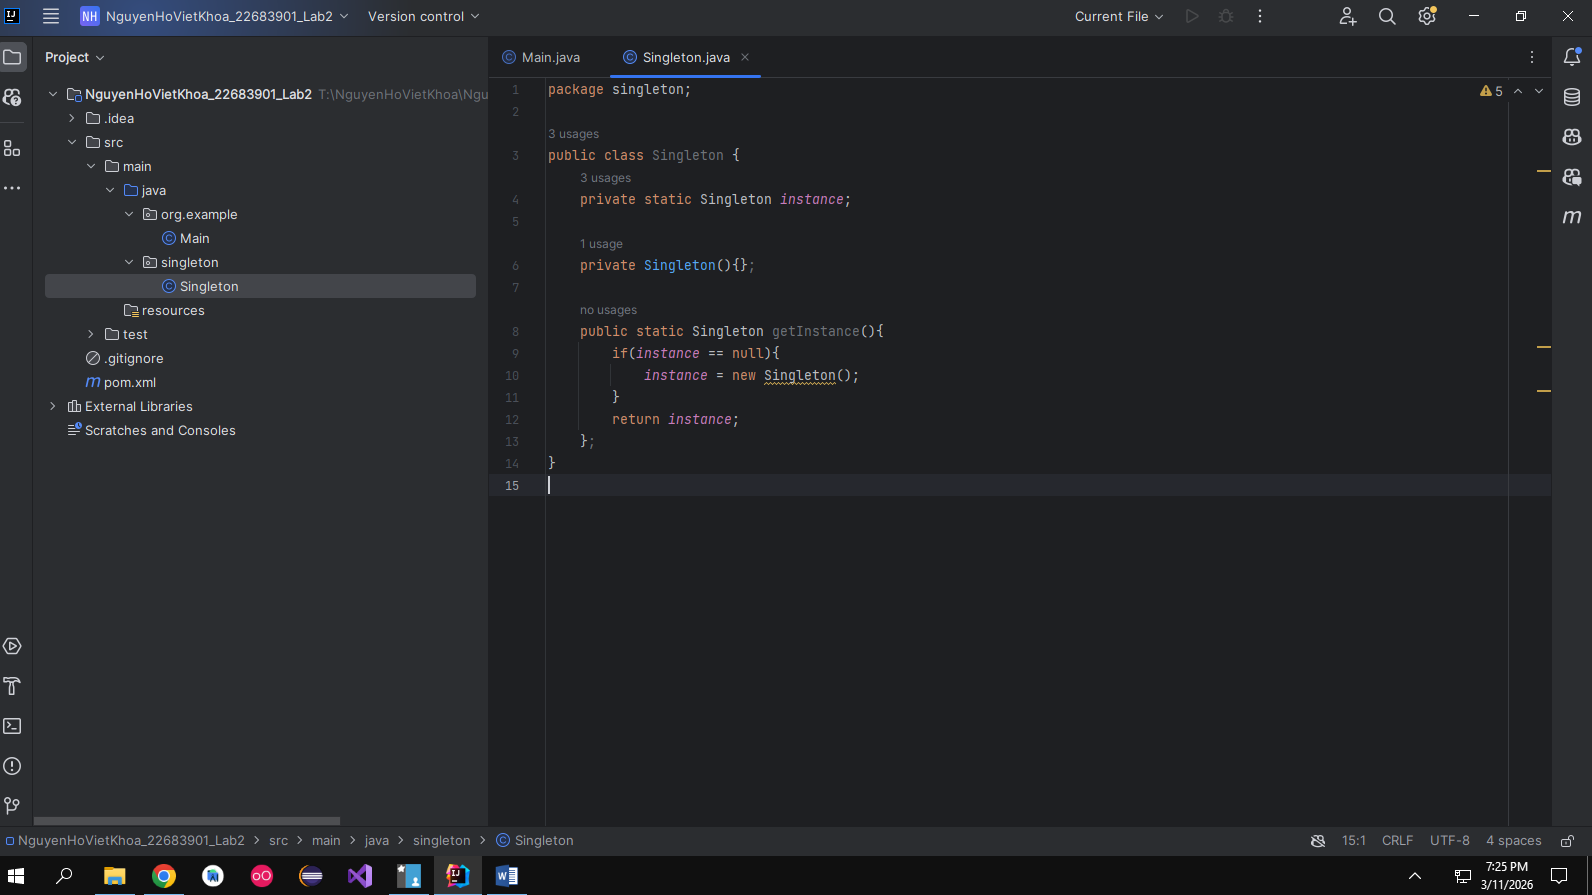 NH NguyenHoVietKhoa_22683901_Lab2 Version control Current File
Project
NguyenHoVietKhoa_22683901_Lab2 T:\NguyenHoVietKhoa\Ngu
.idea
src
main
java
org.example
Main
singleton
Singleton
resources
test
.gitignore
pom.xml
External Libraries
Scratches and Consoles
Main.java Singleton.java
5
1 package singleton;
2
3 usages
3 public class Singleton {
3 usages
4 private static Singleton instance;
5
1 usage
6 private Singleton(){};
7
no usages
8 public static Singleton getInstance(){
9 if(instance == null){
10 instance = new Singleton();
11 }
12 return instance;
13 };
14 }
15
NguyenHoVietKhoa_22683901_Lab2 > src > main > java > singleton > Singleton
15:1 CRLF UTF-8 4 spaces
7:25 PM
3/11/2026